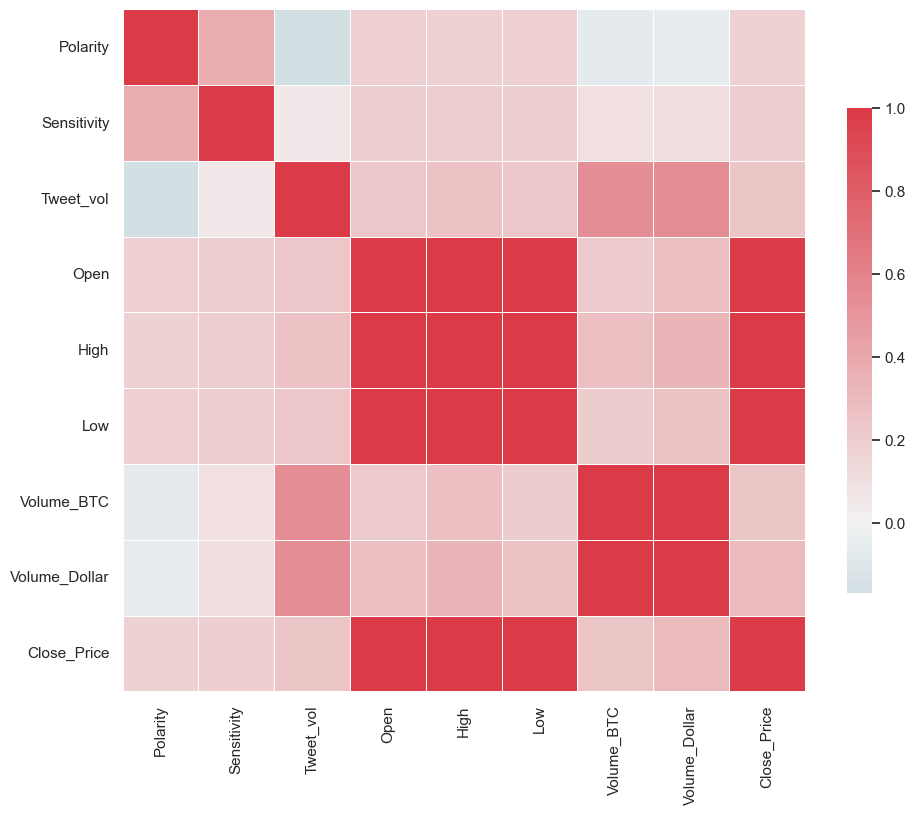 Polarity
Sensitivity
Tweet_vol
Open
High
Low
Volume_BTC
Volume_Dollar
Close_Price
Polarity
Sensitivity
Tweet_vol
Open
High
Low
Volume_BTC
Volume_Dollar
Close_Price
1.0
0.8
0.6
0.4
0.2
0.0